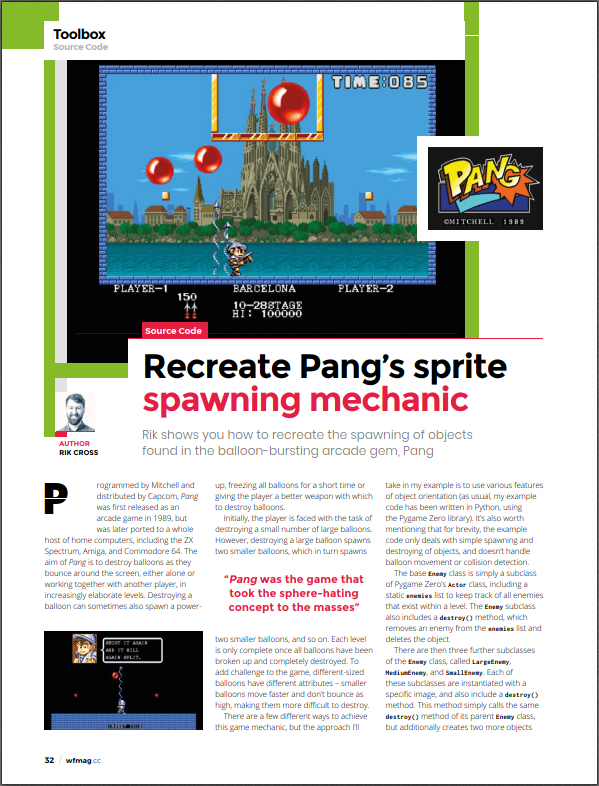 Toolbox
Source Code
TIME:085
PANG
©MITCHELL 1989
PLAYER-1
BARCELONA
PLAYER-2
150
10-28STAGE
HI: 100000
Source Code
Recreate Pang’s sprite
spawning mechanic
AUTHOR
RIK CROSS
Rik shows you how to recreate the spawning of objects
found in the balloon-bursting arcade gem, Pang
Programmed by Mitchell and
distributed by Capcom, Pang
was first released as an
arcade game in 1989, but
was later ported to a whole
host of home computers, including the ZX
Spectrum, Amiga, and Commodore 64. The
aim of Pang is to destroy balloons as they
bounce around the screen, either alone or
working together with another player, in
increasingly elaborate levels. Destroying a
balloon can sometimes also spawn a power-
SHOOT IT AGAIN
AND IT WILL
AGAIN SPLIT.
INSERT COIN
up, freezing all balloons for a short time or
giving the player a better weapon with which
to destroy balloons.
Initially, the player is faced with the task of
destroying a small number of large balloons.
However, destroying a large balloon spawns
two smaller balloons, which in turn spawns
“Pang was the game that
took the sphere-hating
concept to the masses”
two smaller balloons, and so on. Each level
is only complete once all balloons have been
broken up and completely destroyed. To
add challenge to the game, different-sized
balloons have different attributes – smaller
balloons move faster and don’t bounce as
high, making them more difficult to destroy.
There are a few different ways to achieve
this game mechanic, but the approach I’ll
take in my example is to use various features
of object orientation (as usual, my example
code has been written in Python, using
the Pygame Zero library). It’s also worth
mentioning that for brevity, the example
code only deals with simple spawning and
destroying of objects, and doesn’t handle
balloon movement or collision detection.
The base Enemy class is simply a subclass
of Pygame Zero’s Actor class, including a
static enemies list to keep track of all enemies
that exist within a level. The Enemy subclass
also includes a destroy() method, which
removes an enemy from the enemies list and
deletes the object.
There are then three further subclasses
of the Enemy class, called LargeEnemy,
MediumEnemy, and SmallEnemy. Each of
these subclasses are instantiated with a
specific image, and also include a destroy()
method. This method simply calls the same
destroy() method of its parent Enemy class,
but additionally creates two more objects
32 / wfmag.cc